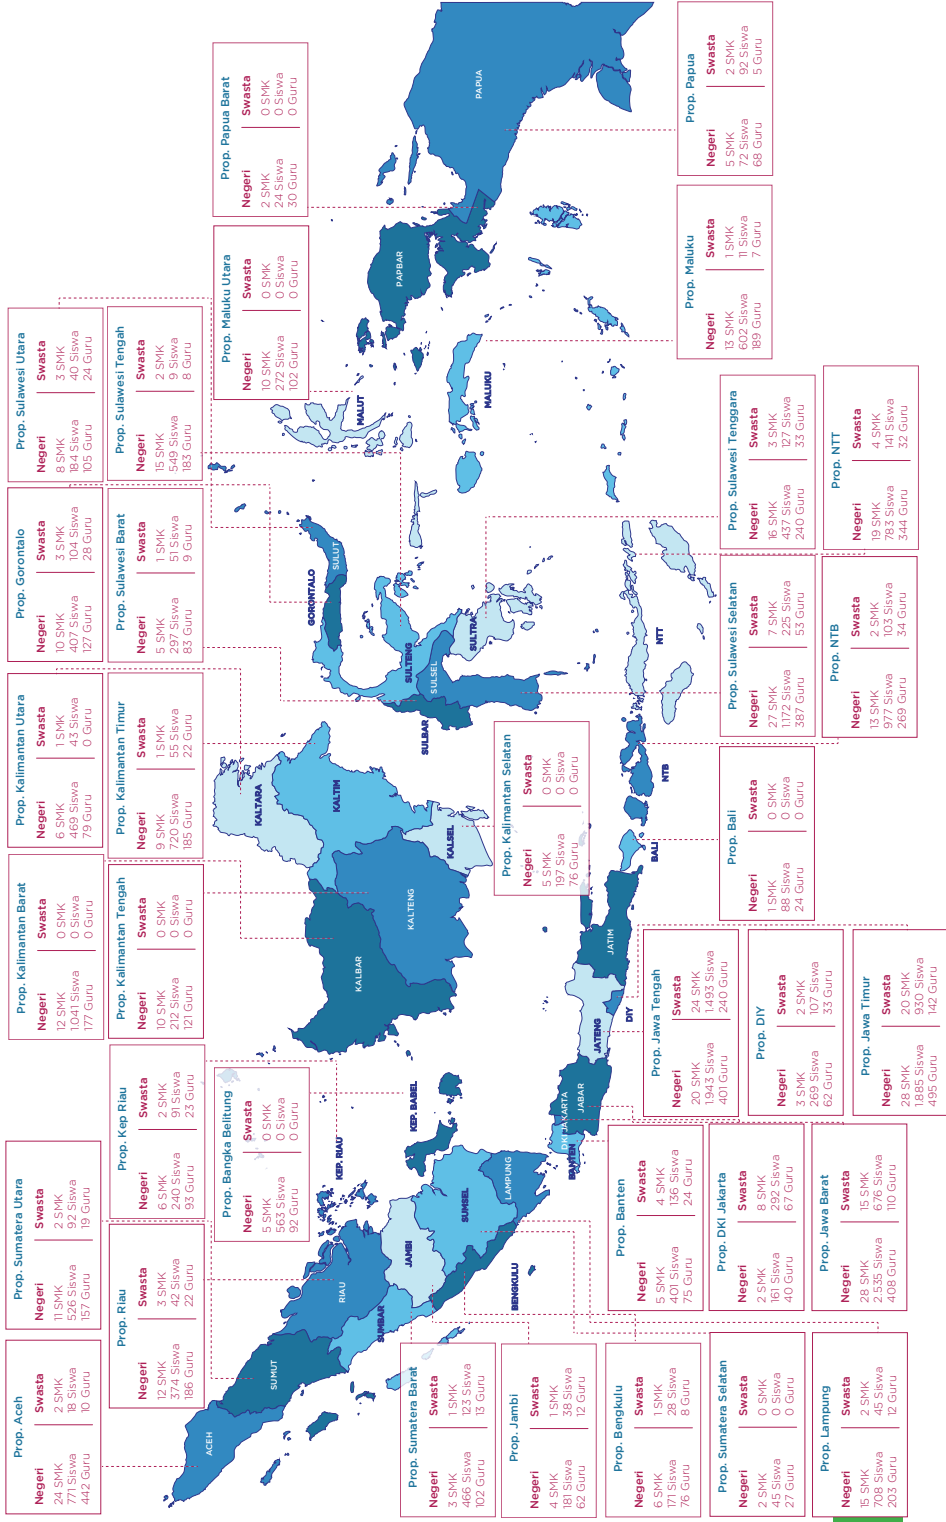 Prop. Aceh
Negeri Swasta
24 SMK 2 SMK
771 Siswa 18 Siswa
442 Guru 10 Guru
Prop. Sumatera Utara
Negeri Swasta
11 SMK 2 SMK
526 Siswa 92 Siswa
157 Guru 19 Guru
Prop. Riau
Negeri Swasta
12 SMK 3 SMK
374 Siswa 42 Siswa
186 Guru 22 Guru
Prop. Kep Riau
Negeri Swasta
6 SMK 2 SMK
240 Siswa 91 Siswa
93 Guru 23 Guru
Prop. Bangka Belitung
Negeri Swasta
5 SMK 0 SMK
563 Siswa 0 Siswa
92 Guru 0 Guru
Prop. Kalimantan Barat
Negeri Swasta
12 SMK 0 SMK
1.041 Siswa 0 Siswa
177 Guru 0 Guru
Prop. Kalimantan Tengah
Negeri Swasta
10 SMK 0 SMK
212 Siswa 0 Siswa
121 Guru 0 Guru
Prop. Kalimantan Utara
Negeri Swasta
6 SMK 1 SMK
469 Siswa 43 Siswa
79 Guru 0 Guru
Prop. Kalimantan Timur
Negeri Swasta
9 SMK 1 SMK
720 Siswa 55 Siswa
185 Guru 22 Guru
Prop. Kalimantan Selatan
Negeri Swasta
5 SMK 0 SMK
197 Siswa 0 Siswa
76 Guru 0 Guru
Prop. Gorontalo
Negeri Swasta
10 SMK 3 SMK
407 Siswa 104 Siswa
127 Guru 28 Guru
Prop. Sulawesi Barat
Negeri Swasta
5 SMK 1 SMK
297 Siswa 51 Siswa
83 Guru 9 Guru
Prop. Sulawesi Utara
Negeri Swasta
8 SMK 3 SMK
184 Siswa 40 Siswa
105 Guru 24 Guru
Prop. Sulawesi Tengah
Negeri Swasta
15 SMK 2 SMK
549 Siswa 9 Siswa
183 Guru 8 Guru
Prop. Maluku Utara
Negeri Swasta
10 SMK 0 SMK
272 Siswa 0 Siswa
102 Guru 0 Guru
Prop. Papua Barat
Negeri Swasta
2 SMK 0 SMK
24 Siswa 0 Siswa
30 Guru 0 Guru
ACEH
SUMUT
RIAU
SUMBAR
JAMBI
KEP. RIAU
KEP. BABEL
SUMSEL
BENGKULU
LAMPUNG
BANTEN
DKI JAKARTA
JABAR
JATENG
DIY
JATIM
BALI
NTB
NTT
KALBAR
KALTENG
KALSEL
KALTIM
KALTARA
SULBAR
SULSEL
SULTENG
SULTRA
GORONTALO
SULUT
MALUT
MALUKU
PAPBAR
PAPUA
Prop. Sumatera Barat
Negeri Swasta
3 SMK 1 SMK
466 Siswa 123 Siswa
102 Guru 13 Guru
Prop. Jambi
Negeri Swasta
4 SMK 1 SMK
181 Siswa 38 Siswa
62 Guru 12 Guru
Prop. Bengkulu
Negeri Swasta
6 SMK 1 SMK
171 Siswa 28 Siswa
76 Guru 8 Guru
Prop. Sumatera Selatan
Negeri Swasta
2 SMK 0 SMK
45 Siswa 0 Siswa
27 Guru 0 Guru
Prop. Lampung
Negeri Swasta
15 SMK 2 SMK
708 Siswa 45 Siswa
203 Guru 12 Guru
Prop. Banten
Negeri Swasta
5 SMK 4 SMK
401 Siswa 136 Siswa
75 Guru 24 Guru
Prop. DKI Jakarta
Negeri Swasta
2 SMK 8 SMK
161 Siswa 292 Siswa
40 Guru 67 Guru
Prop. Jawa Barat
Negeri Swasta
28 SMK 15 SMK
2.535 Siswa 676 Siswa
408 Guru 110 Guru
Prop. Jawa Tengah
Negeri Swasta
20 SMK 24 SMK
1.943 Siswa 1.493 Siswa
401 Guru 240 Guru
Prop. DIY
Negeri Swasta
3 SMK 2 SMK
269 Siswa 107 Siswa
62 Guru 33 Guru
Prop. Jawa Timur
Negeri Swasta
28 SMK 20 SMK
1.885 Siswa 930 Siswa
495 Guru 142 Guru
Prop. Bali
Negeri Swasta
1 SMK 0 SMK
88 Siswa 0 Siswa
24 Guru 0 Guru
Prop. Sulawesi Selatan
Negeri Swasta
27 SMK 7 SMK
1.172 Siswa 225 Siswa
387 Guru 53 Guru
Prop. NTB
Negeri Swasta
13 SMK 2 SMK
977 Siswa 103 Siswa
269 Guru 34 Guru
Prop. Sulawesi Tenggara
Negeri Swasta
16 SMK 3 SMK
437 Siswa 127 Siswa
240 Guru 33 Guru
Prop. NTT
Negeri Swasta
19 SMK 4 SMK
783 Siswa 141 Siswa
344 Guru 32 Guru
Prop. Maluku
Negeri Swasta
13 SMK 1 SMK
602 Siswa 11 Siswa
189 Guru 7 Guru
Prop. Papua
Negeri Swasta
5 SMK 2 SMK
72 Siswa 92 Siswa
68 Guru 5 Guru